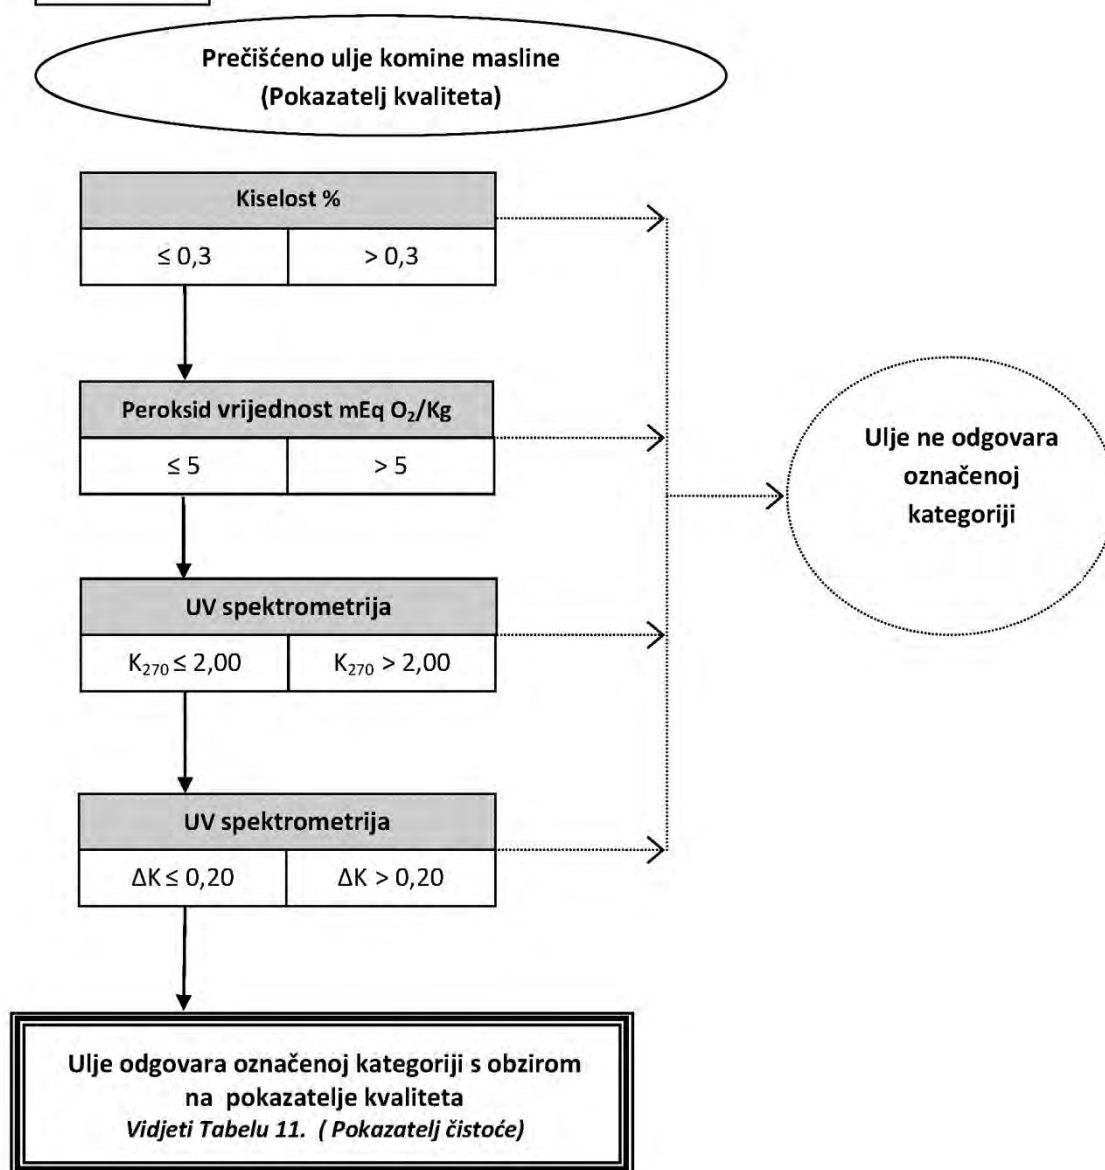 Prečišćeno ulje komine masline
(Pokazatelj kvaliteta)
Kiselost %
≤ 0,3
> 0,3
Peroksid vrijednost mEq O₂/Kg
≤ 5
> 5
UV spektrometrija
K₂₇₀ ≤ 2,00
K₂₇₀ > 2,00
UV spektrometrija
ΔK ≤ 0,20
ΔK > 0,20
Ulje ne odgovara
označenoj
kategoriji
Ulje odgovara označenoj kategoriji s obzirom
na pokazatelje kvaliteta
Vidjeti Tabelu 11. ( Pokazatelj čistoće)